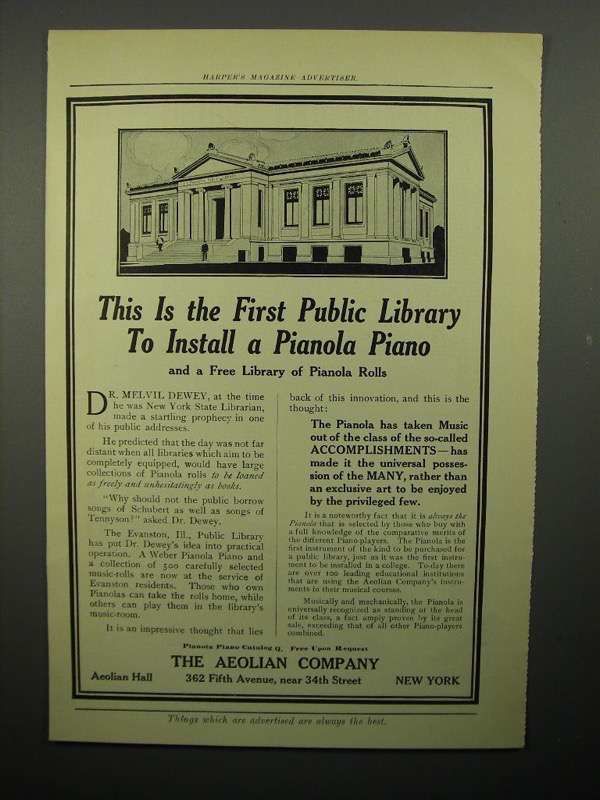 HARPER'S MAGAZINE ADVERTISER.
This Is the First Public Library
To Install a Pianola Piano
and a Free Library of Pianola Rolls
DR. MELVIL DEWEY, at the time
he was New York State Librarian,
made a startling prophecy in one
of his public addresses.
He predicted that the day was not far
distant when all libraries which aim to be
completely equipped, would have large
collections of Pianola rolls to be loaned
as freely and unhesitatingly as books.
"Why should not the public borrow
songs of Schubert as well as songs of
Tennyson?" asked Dr. Dewey.
The Evanston, Ill., Public Library
has put Dr. Dewey's idea into practical
operation. A Weber Pianola Piano and
a collection of 500 carefully selected
music-rolls are now at the service of
Evanston residents. Those who own
Pianolas can take the rolls home, while
others can play them in the library's
music-room.
It is an impressive thought that lies
back of this innovation, and this is the
thought:
The Pianola has taken Music
out of the class of the so-called
ACCOMPLISHMENTS—has
made it the universal posses-
sion of the MANY, rather than
an exclusive art to be enjoyed
by the privileged few.
It is a noteworthy fact that it is always the
Pianola that is selected by those who buy with
a full knowledge of the comparative merits of
the different Piano-players. The Pianola is the
first instrument of the kind to be purchased for
a public library, just as it was the first instru-
ment to be installed in a college. To-day there
are over 100 leading educational institutions
that are using the Aeolian Company's instru-
ments in their musical courses.
Musically and mechanically, the Pianola is
universally recognized as standing at the head
of its class, a fact amply proven by its great
sale, exceeding that of all other Piano-players
combined.
Pianola Piano Catalog Q, Free Upon Request
THE AEOLIAN COMPANY
Aeolian Hall 362 Fifth Avenue, near 34th Street NEW YORK
Things which are advertised are always the best.